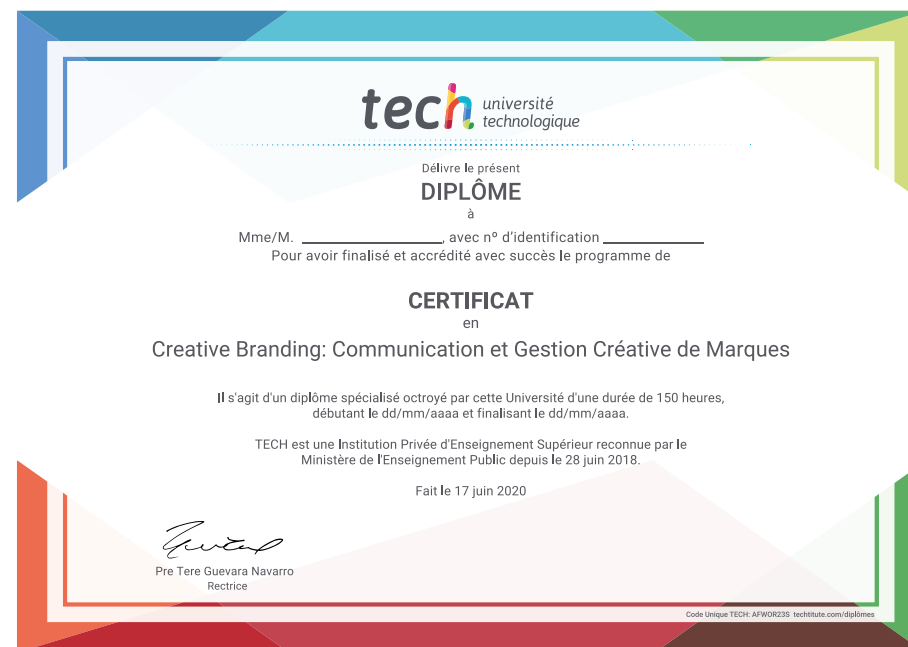 tech université
technologique
Délivre le présent
DIPLÔME
à
Mme/M. ____________________, avec nº d'identification ______________
Pour avoir finalisé et accrédité avec succès le programme de
CERTIFICAT
en
Creative Branding: Communication et Gestion Créative de Marques
Il s'agit d'un diplôme spécialisé octroyé par cette Université d'une durée de 150 heures,
débutant le dd/mm/aaaa et finalisant le dd/mm/aaaa.
TECH est une Institution Privée d'Enseignement Supérieur reconnue par le
Ministère de l'Enseignement Public depuis le 28 juin 2018.
Fait le 17 juin 2020
Pre Tere Guevara Navarro
Rectrice
Code Unique TECH: AFWOR23S techtitute.com/diplômes